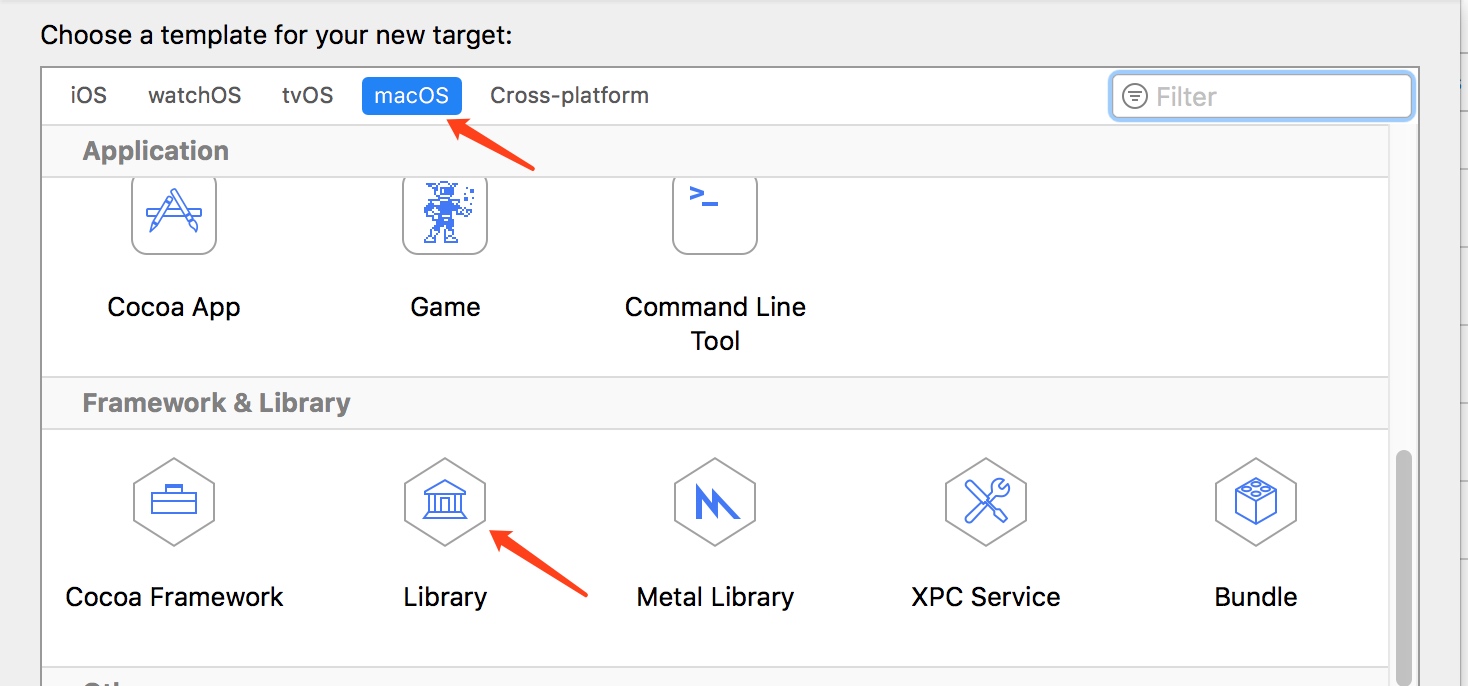 Choose a template for your new target:
iOS watchOS tvOS macOS Cross-platform Filter
Application
>_
Cocoa App Game Command Line Tool
Framework & Library
Cocoa Framework Library Metal Library XPC Service Bundle